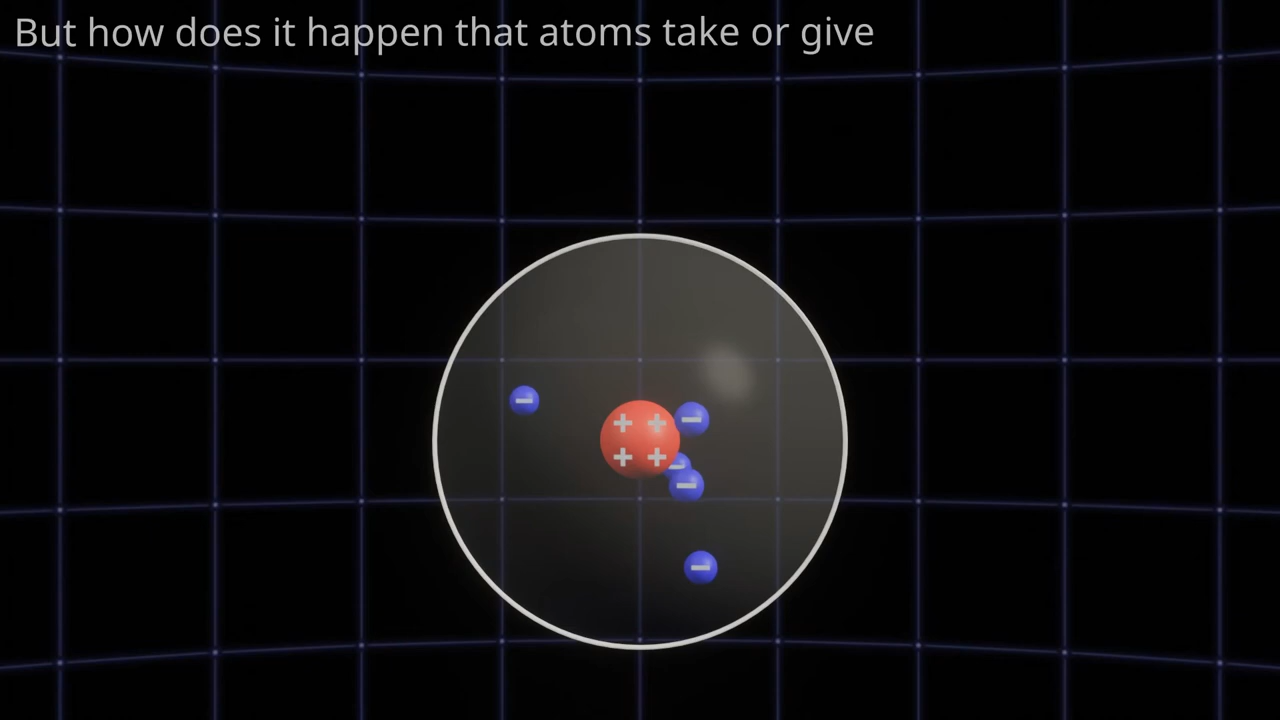 But how does it happen that atoms take or give
+ +
+ +